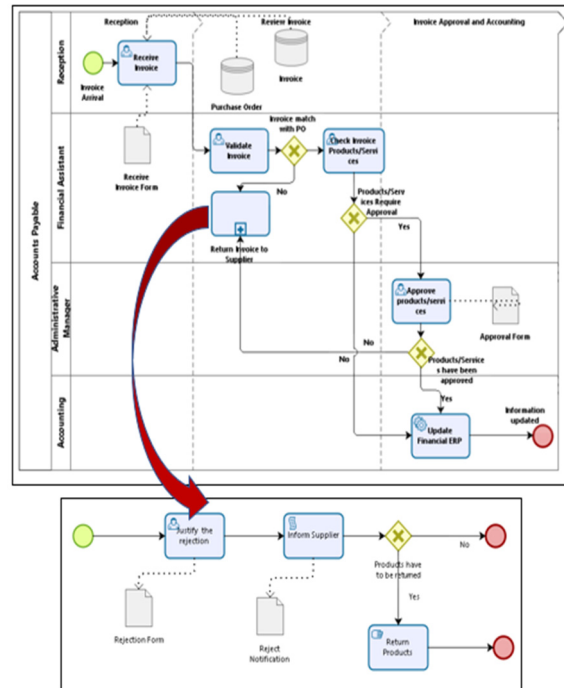 Reception
Review Invoice
Invoice Approval and Accounting
Accounts Payable
Reception
Invoice
Arrival
Receive
Invoice
Purchase Order
Invoice
Receive
Invoice Form
Financial Assistant
Validate
Invoice
Invoice match
with PO
Check Invoice
Products/Servi
ces
No
Return Invoice to
Supplier
Products/Serv
ices Require
Approval
Yes
Administrative
Manager
Approve
products/servi
ces
Approval Form
No
No
Products/Service
s have been
approved
Yes
Accounting
Update
Financial ERP
Information
updated
Justify the
rejection
Inform Supplier
No
Products have
to be returned
Rejection Form
Reject
Notification
Yes
Return
Products